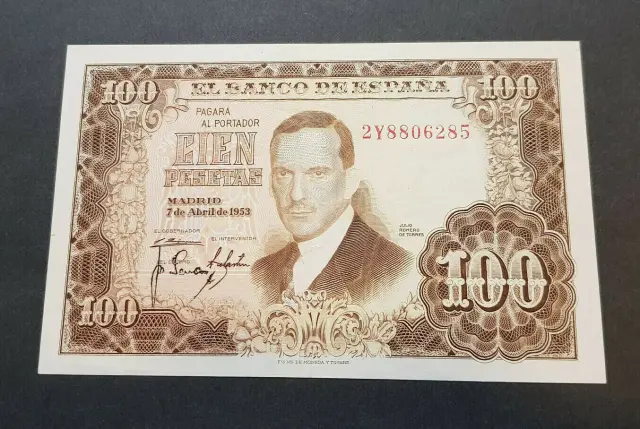 EL BANCO DE ESPAÑA
100
100
PAGARÁ
AL PORTADOR
2Y8806285
CIEN
PESETAS
MADRID
7 de Abril de 1953
EL GOBERNADOR
EL INTERVENTOR
JULIO
ROMERO
DE TORRES
100
100